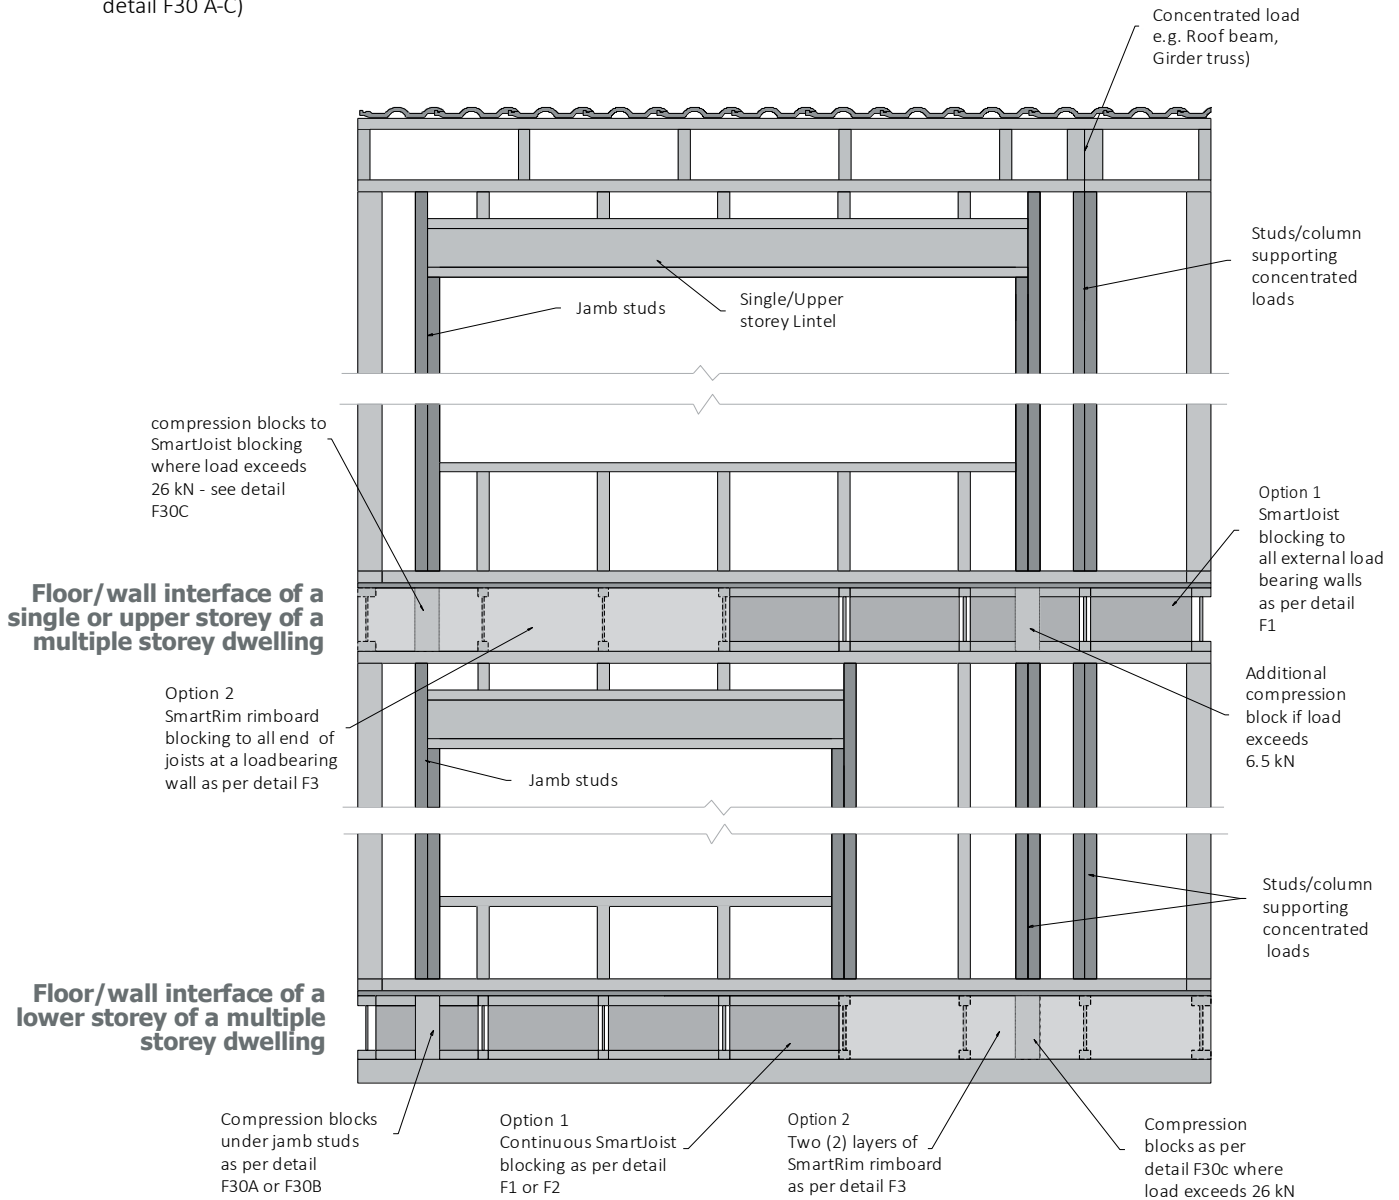 detail F30 A-C)
Concentrated load
e.g. Roof beam,
Girder truss)
Studs/column
supporting
concentrated
loads
Jamb studs
Single/Upper
storey Lintel
compression blocks to
SmartJoist blocking
where load exceeds
26 kN - see detail
F30C
Option 1
SmartJoist
blocking to
all external load
bearing walls
as per detail
F1
Floor/wall interface of a
single or upper storey of a
multiple storey dwelling
Option 2
SmartRim rimboard
blocking to all end of
joists at a loadbearing
wall as per detail F3
Additional
compression
block if load
exceeds
6.5 kN
Jamb studs
Studs/column
supporting
concentrated
loads
Floor/wall interface of a
lower storey of a multiple
storey dwelling
Compression blocks
under jamb studs
as per detail
F30A or F30B
Option 1
Continuous SmartJoist
blocking as per detail
F1 or F2
Option 2
Two (2) layers of
SmartRim rimboard
as per detail F3
Compression
blocks as per
detail F30c where
load exceeds 26 kN